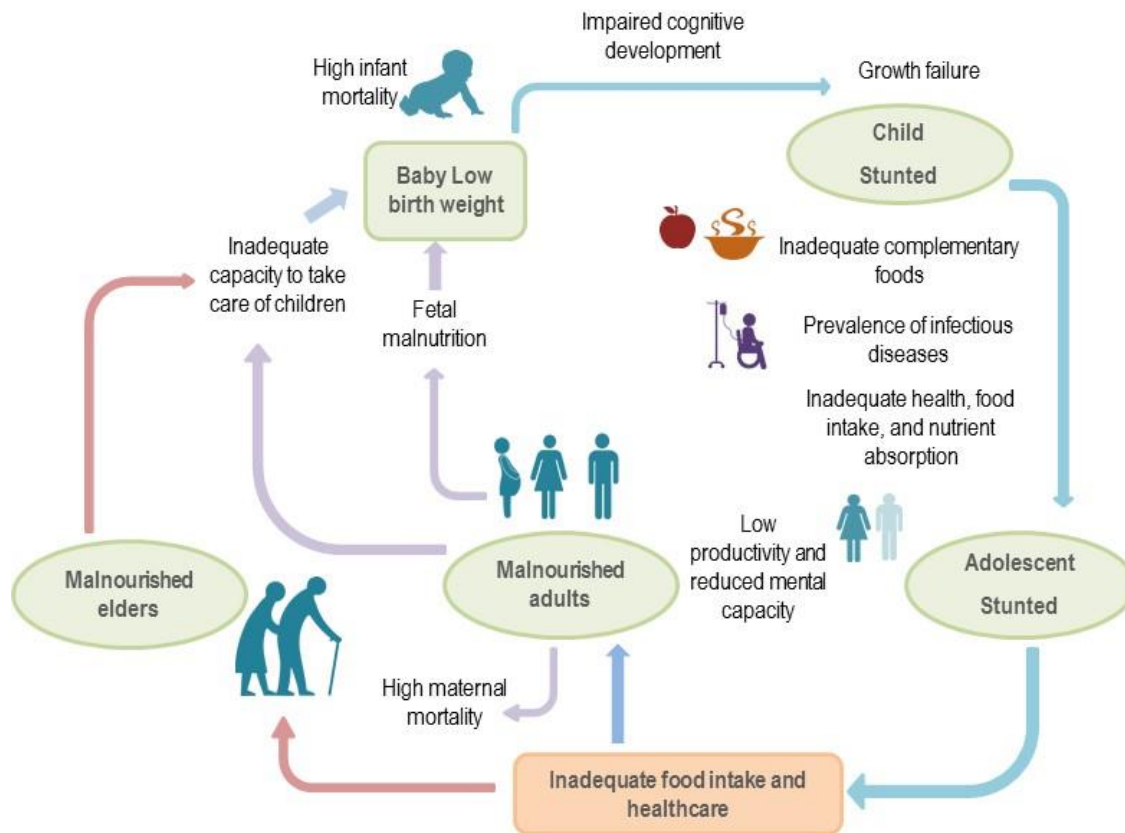 Impaired cognitive
development
High infant
mortality
Growth failure
Child
Stunted
Baby Low
birth weight
Inadequate
capacity to take
care of children
Fetal
malnutrition
Inadequate complementary
foods
Prevalence of infectious
diseases
Inadequate health, food
intake, and nutrient
absorption
Low
productivity and
reduced mental
capacity
Malnourished
elders
Malnourished
adults
Adolescent
Stunted
High maternal
mortality
Inadequate food intake and
healthcare